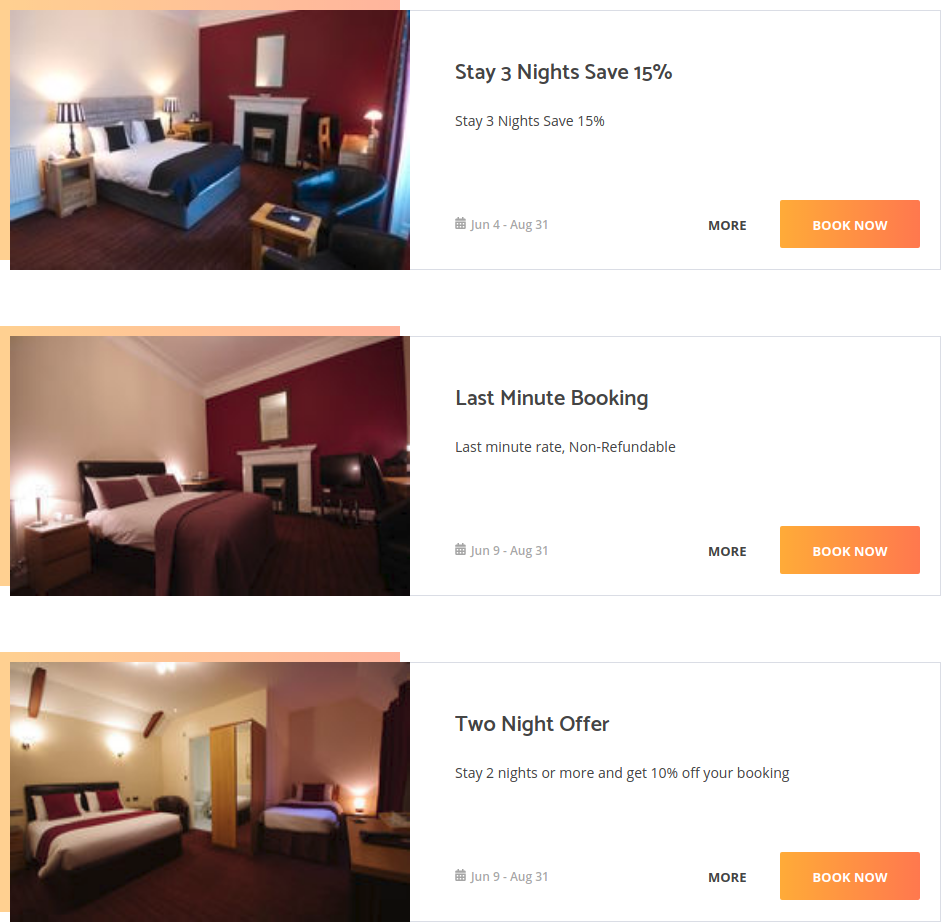 Stay 3 Nights Save 15%
Stay 3 Nights Save 15%
Jun 4 - Aug 31
MORE
BOOK NOW
Last Minute Booking
Last minute rate, Non-Refundable
Jun 9 - Aug 31
MORE
BOOK NOW
Two Night Offer
Stay 2 nights or more and get 10% off your booking
Jun 9 - Aug 31
MORE
BOOK NOW